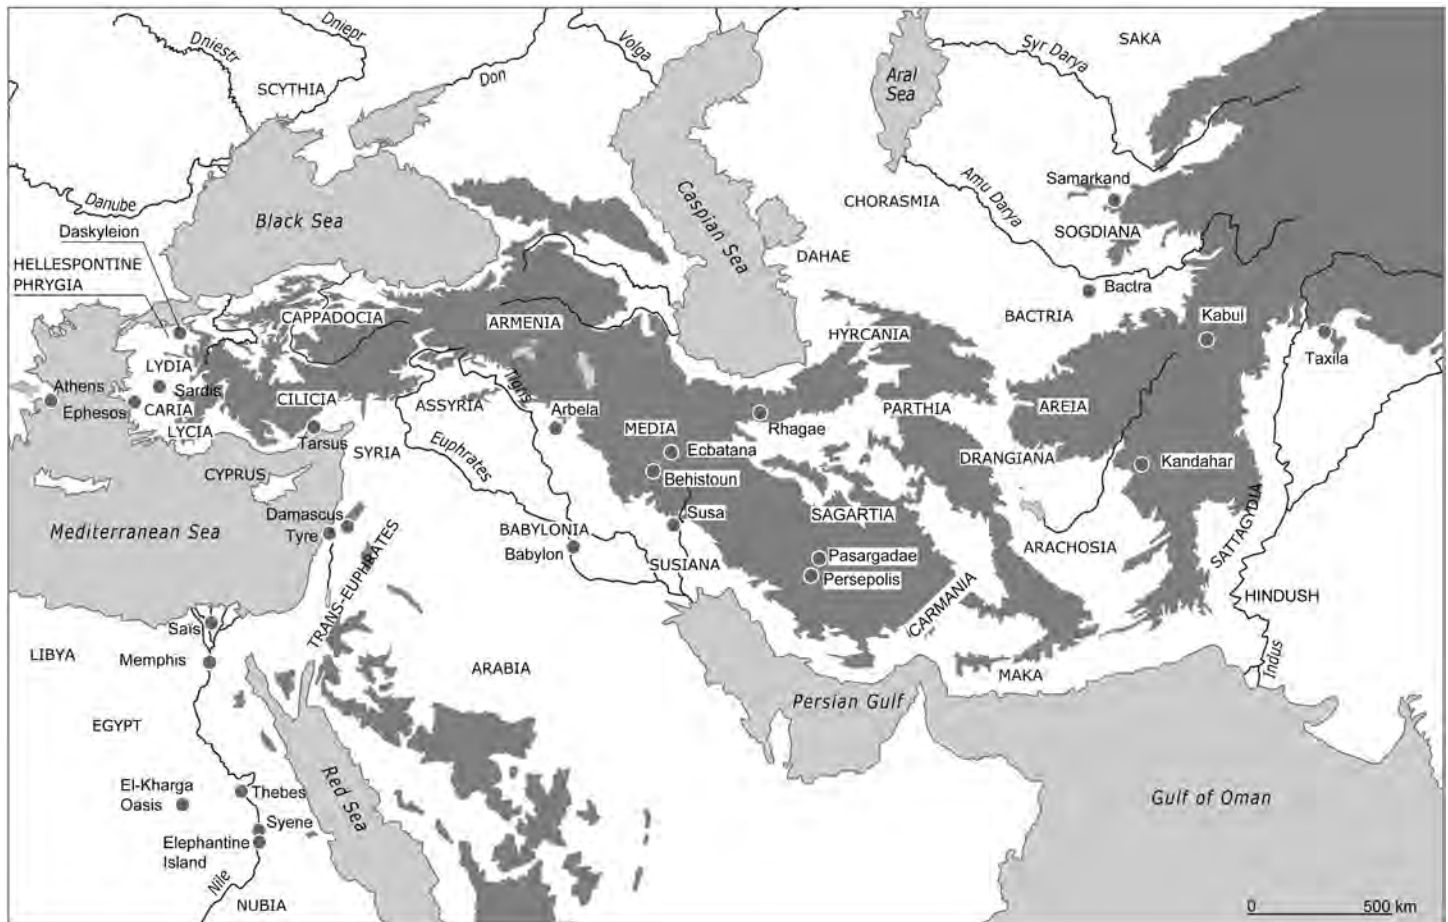 Dniepr
Dniestr
Volga
Don
Syr Darya
SAKA
SCYTHIA
Aral
Sea
Danube
Black Sea
Caspian Sea
CHORASMIA
Amu Darya
Samarkand
SOGDIANA
Daskyleion
HELLESPONTINE
PHRYGIA
DAHAE
Bactra
BACTRIA
CAPPADOCIA
ARMENIA
HYRCANIA
Kabul
Taxila
LYDIA
Athens
Sardis
Ephesos
CARIA
LYCIA
CILICIA
Tarsus
ASSYRIA
Tigris
Arbela
MEDIA
Rhagae
PARTHIA
AREIA
SYRIA
Euphrates
Ecbatana
Behistoun
DRANGIANA
Kandahar
CYPRUS
Mediterranean Sea
Damascus
Tyre
TRANS-EUPHRATES
BABYLONIA
Babylon
Susa
SUSIANA
SAGARTIA
Pasargadae
Persepolis
CARMANIA
ARACHOSIA
SATTAGYDIA
HINDUSH
Indus
Saïs
LIBYA
Memphis
ARABIA
MAKA
EGYPT
Persian Gulf
Red Sea
El-Kharga
Oasis
Thebes
Syene
Elephantine
Island
Nile
NUBIA
Gulf of Oman
0 500 km